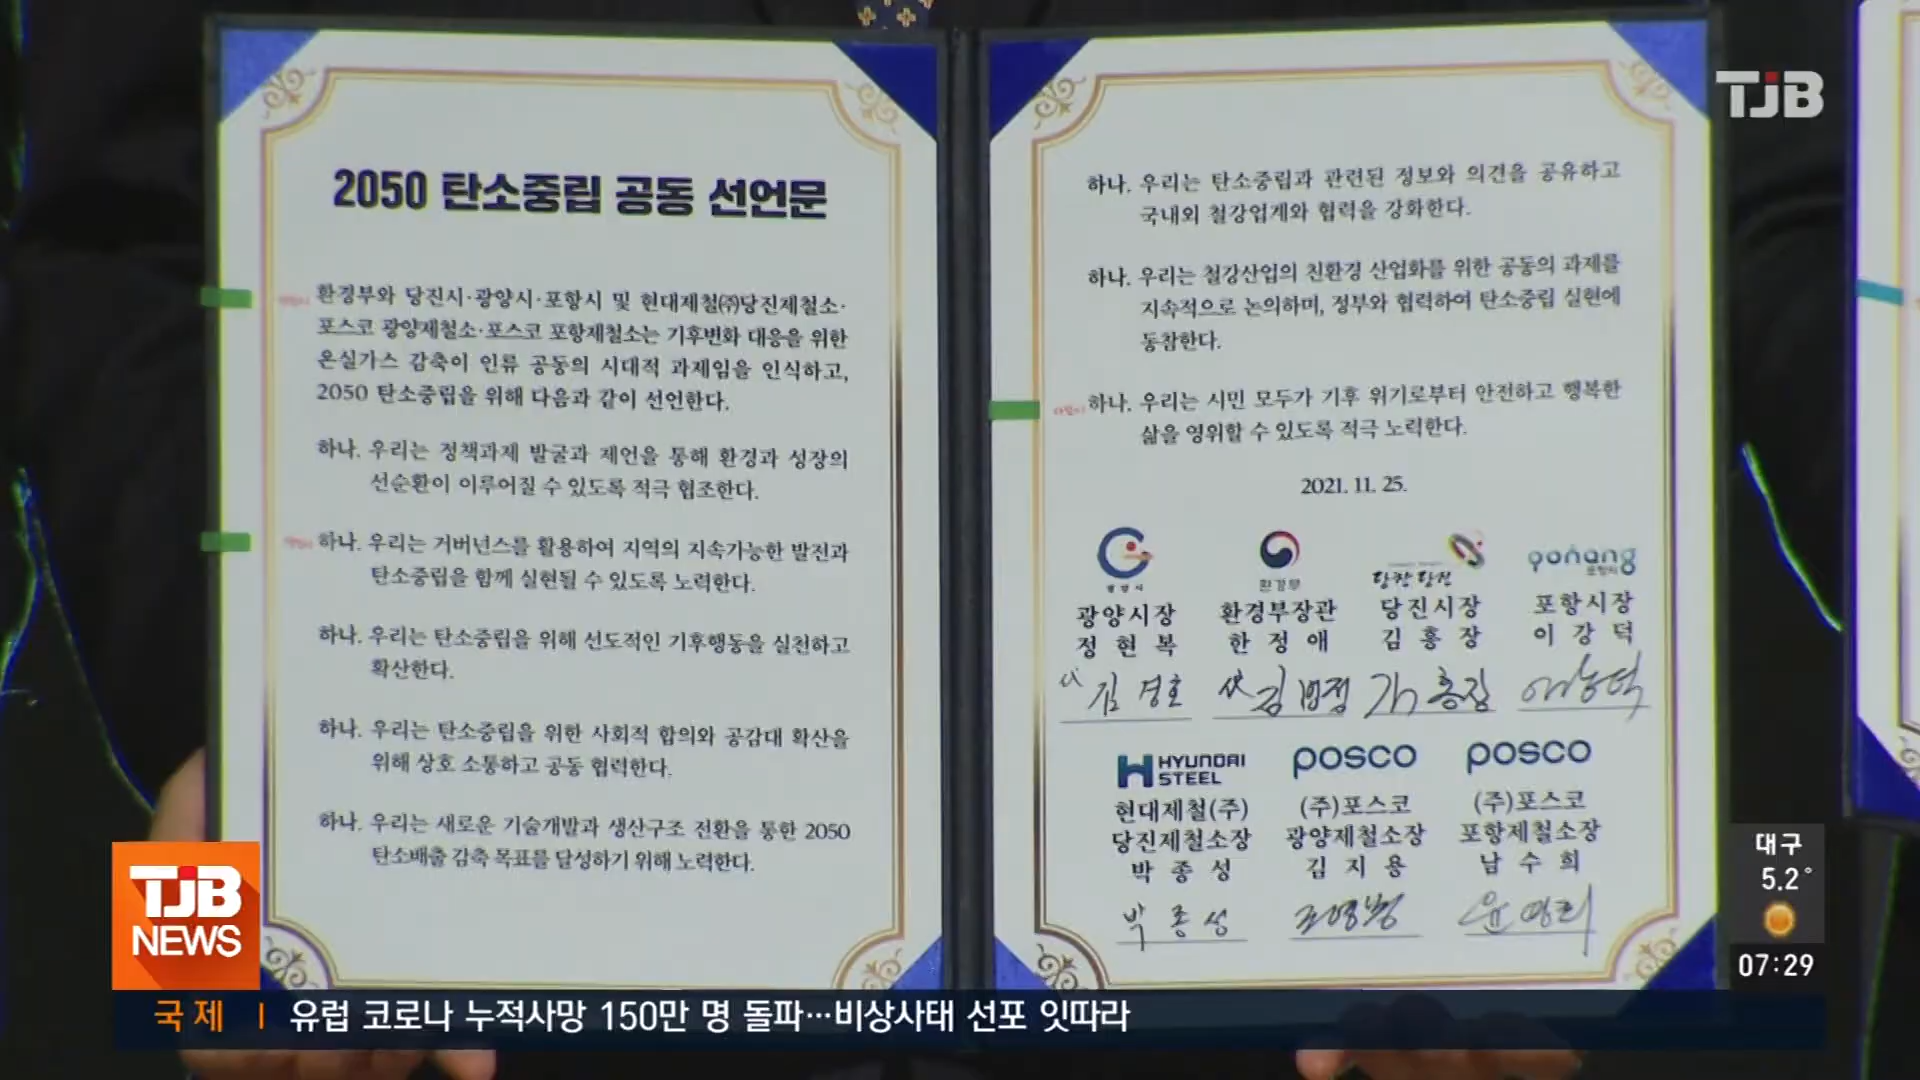 TJB
2050 탄소중립 공동 선언문
환경부와 당진시·광양시·포항시 및 현대제철㈜당진제철소·
포스코 광양제철소·포스코 포항제철소는 기후변화 대응을 위한
온실가스 감축이 인류 공동의 시대적 과제임을 인식하고,
2050 탄소중립을 위해 다음과 같이 선언한다.
하나. 우리는 정책과제 발굴과 제언을 통해 환경과 성장의
선순환이 이루어질 수 있도록 적극 협조한다.
하나. 우리는 거버넌스를 활용하여 지역의 지속가능한 발전과
탄소중립을 함께 실현될 수 있도록 노력한다.
하나. 우리는 탄소중립을 위해 선도적인 기후행동을 실천하고
확산한다.
하나. 우리는 탄소중립을 위한 사회적 합의와 공감대 확산을
위해 상호 소통하고 공동 협력한다.
하나. 우리는 새로운 기술개발과 생산구조 전환을 통한 2050
탄소배출 감축 목표를 달성하기 위해 노력한다.
하나. 우리는 탄소중립과 관련된 정보와 의견을 공유하고
국내외 철강업계와 협력을 강화한다.
하나. 우리는 철강산업의 친환경 산업화를 위한 공동의 과제를
지속적으로 논의하며, 정부와 협력하여 탄소중립 실현에
동참한다.
하나. 우리는 시민 모두가 기후 위기로부터 안전하고 행복한
삶을 영위할 수 있도록 적극 노력한다.
2021. 11. 25.
광양시 환경부 당찬당진 pohang 포항시
광양시장 환경부장관 당진시장 포항시장
정현복 한정애 김홍장 이강덕
김경호 김법정 홍장
HYUNDAI STEEL posco posco
현대제철(주) (주)포스코 (주)포스코
당진제철소장 광양제철소장 포항제철소장
박종성 김지용 남수희
박종성
대구
5.2°
07:29
TJB
NEWS
국제 | 유럽 코로나 누적사망 150만 명 돌파…비상사태 선포 잇따라